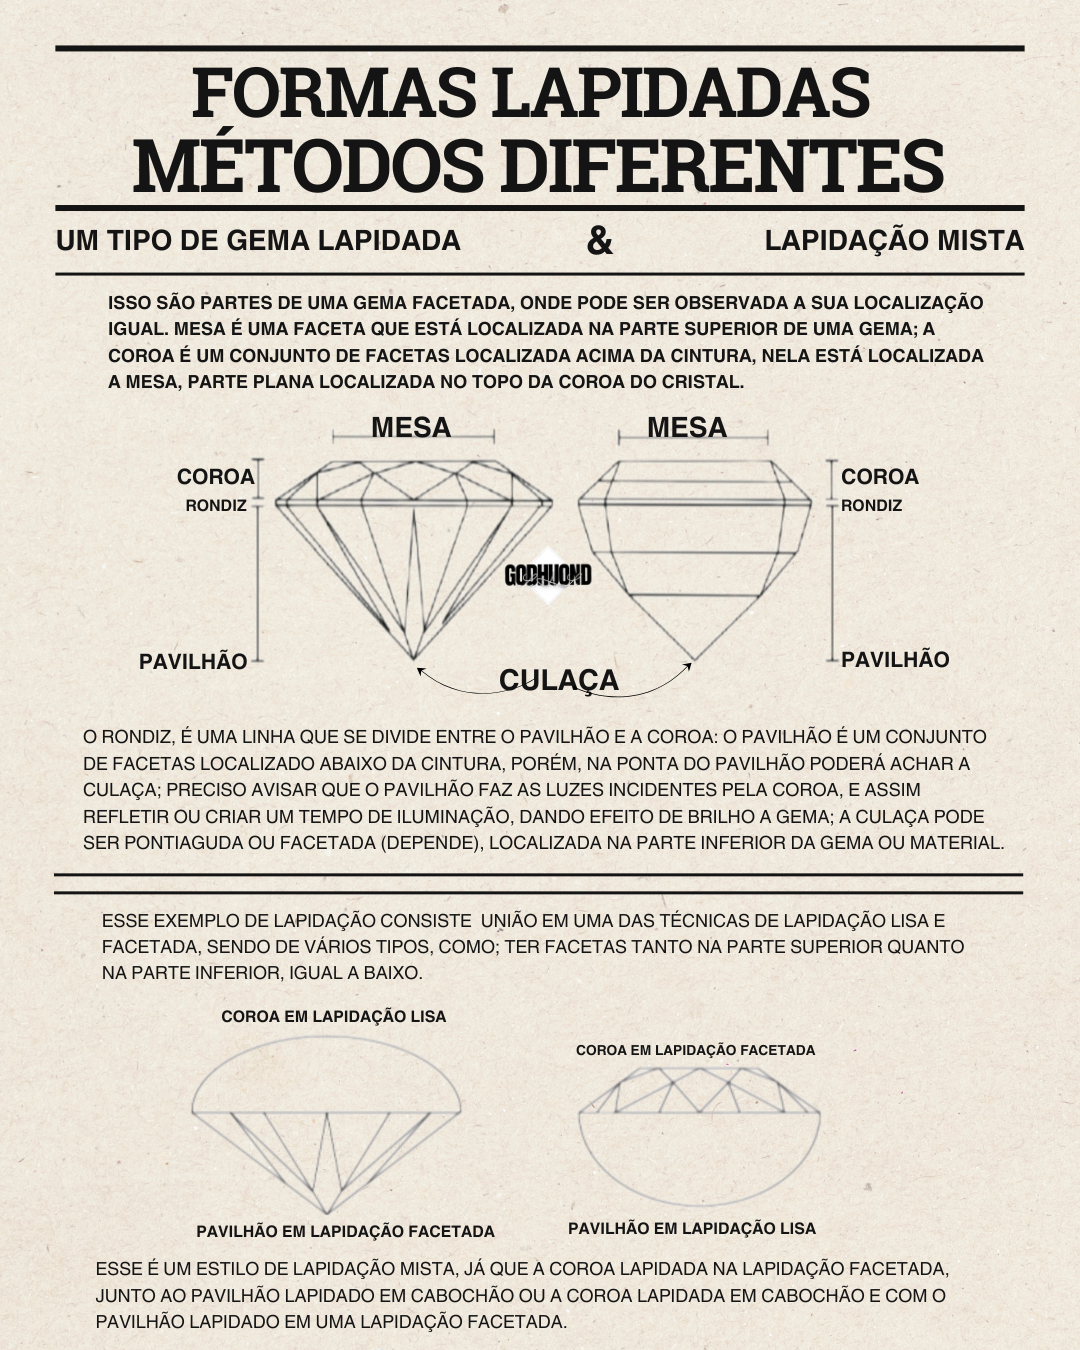 FORMAS LAPIDADAS
MÉTODOS DIFERENTES
UM TIPO DE GEMA LAPIDADA & LAPIDAÇÃO MISTA
ISSO SÃO PARTES DE UMA GEMA FACETADA, ONDE PODE SER OBSERVADA A SUA LOCALIZAÇÃO
IGUAL. MESA É UMA FACETA QUE ESTÁ LOCALIZADA NA PARTE SUPERIOR DE UMA GEMA; A
COROA É UM CONJUNTO DE FACETAS LOCALIZADA ACIMA DA CINTURA, NELA ESTÁ LOCALIZADA
A MESA, PARTE PLANA LOCALIZADA NO TOPO DA COROA DO CRISTAL.
MESA MESA
COROA COROA
RONDIZ RONDIZ
GODHUOND
PAVILHÃO PAVILHÃO
CULAÇA
O RONDIZ, É UMA LINHA QUE SE DIVIDE ENTRE O PAVILHÃO E A COROA: O PAVILHÃO É UM CONJUNTO
DE FACETAS LOCALIZADO ABAIXO DA CINTURA, PORÉM, NA PONTA DO PAVILHÃO PODERÁ ACHAR A
CULAÇA; PRECISO AVISAR QUE O PAVILHÃO FAZ AS LUZES INCIDENTES PELA COROA, E ASSIM
REFLETIR OU CRIAR UM TEMPO DE ILUMINAÇÃO, DANDO EFEITO DE BRILHO A GEMA; A CULAÇA PODE
SER PONTIAGUDA OU FACETADA (DEPENDE), LOCALIZADA NA PARTE INFERIOR DA GEMA OU MATERIAL.
ESSE EXEMPLO DE LAPIDAÇÃO CONSISTE UNIÃO EM UMA DAS TÉCNICAS DE LAPIDAÇÃO LISA E
FACETADA, SENDO DE VÁRIOS TIPOS, COMO; TER FACETAS TANTO NA PARTE SUPERIOR QUANTO
NA PARTE INFERIOR, IGUAL A BAIXO.
COROA EM LAPIDAÇÃO LISA
COROA EM LAPIDAÇÃO FACETADA
PAVILHÃO EM LAPIDAÇÃO FACETADA
PAVILHÃO EM LAPIDAÇÃO LISA
ESSE É UM ESTILO DE LAPIDAÇÃO MISTA, JÁ QUE A COROA LAPIDADA NA LAPIDAÇÃO FACETADA,
JUNTO AO PAVILHÃO LAPIDADO EM CABOCHÃO OU A COROA LAPIDADA EM CABOCHÃO E COM O
PAVILHÃO LAPIDADO EM UMA LAPIDAÇÃO FACETADA.